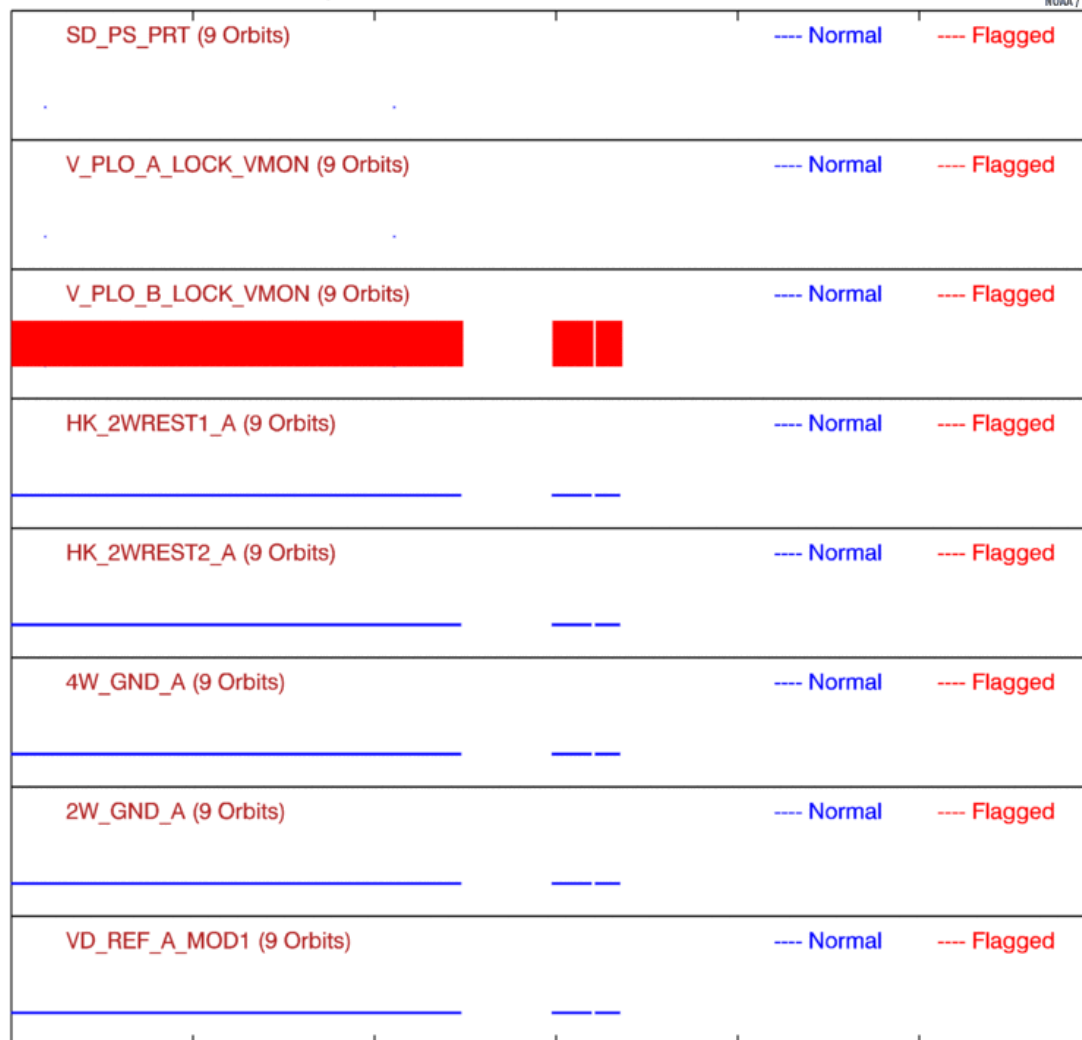 NOAA /
SD_PS_PRT (9 Orbits) ---- Normal ---- Flagged
V_PLO_A_LOCK_VMON (9 Orbits) ---- Normal ---- Flagged
V_PLO_B_LOCK_VMON (9 Orbits) ---- Normal ---- Flagged
HK_2WREST1_A (9 Orbits) ---- Normal ---- Flagged
HK_2WREST2_A (9 Orbits) ---- Normal ---- Flagged
4W_GND_A (9 Orbits) ---- Normal ---- Flagged
2W_GND_A (9 Orbits) ---- Normal ---- Flagged
VD_REF_A_MOD1 (9 Orbits) ---- Normal ---- Flagged